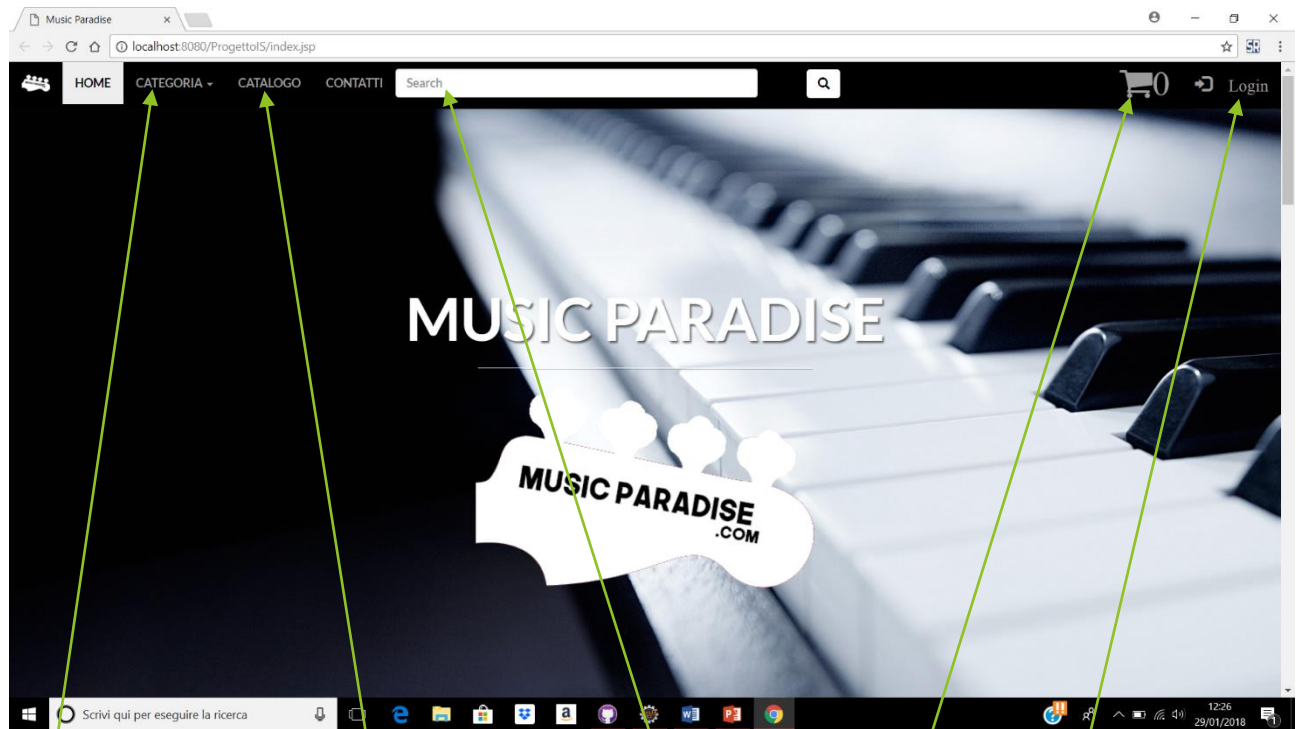 Music Paradise
localhost:8080/ProgettoIS/index.jsp
HOME CATEGORIA CATALOGO CONTATTI Search 0 Login
MUSIC PARADISE
MUSIC PARADISE
.COM
Scrivi qui per eseguire la ricerca
12:26
29/01/2018